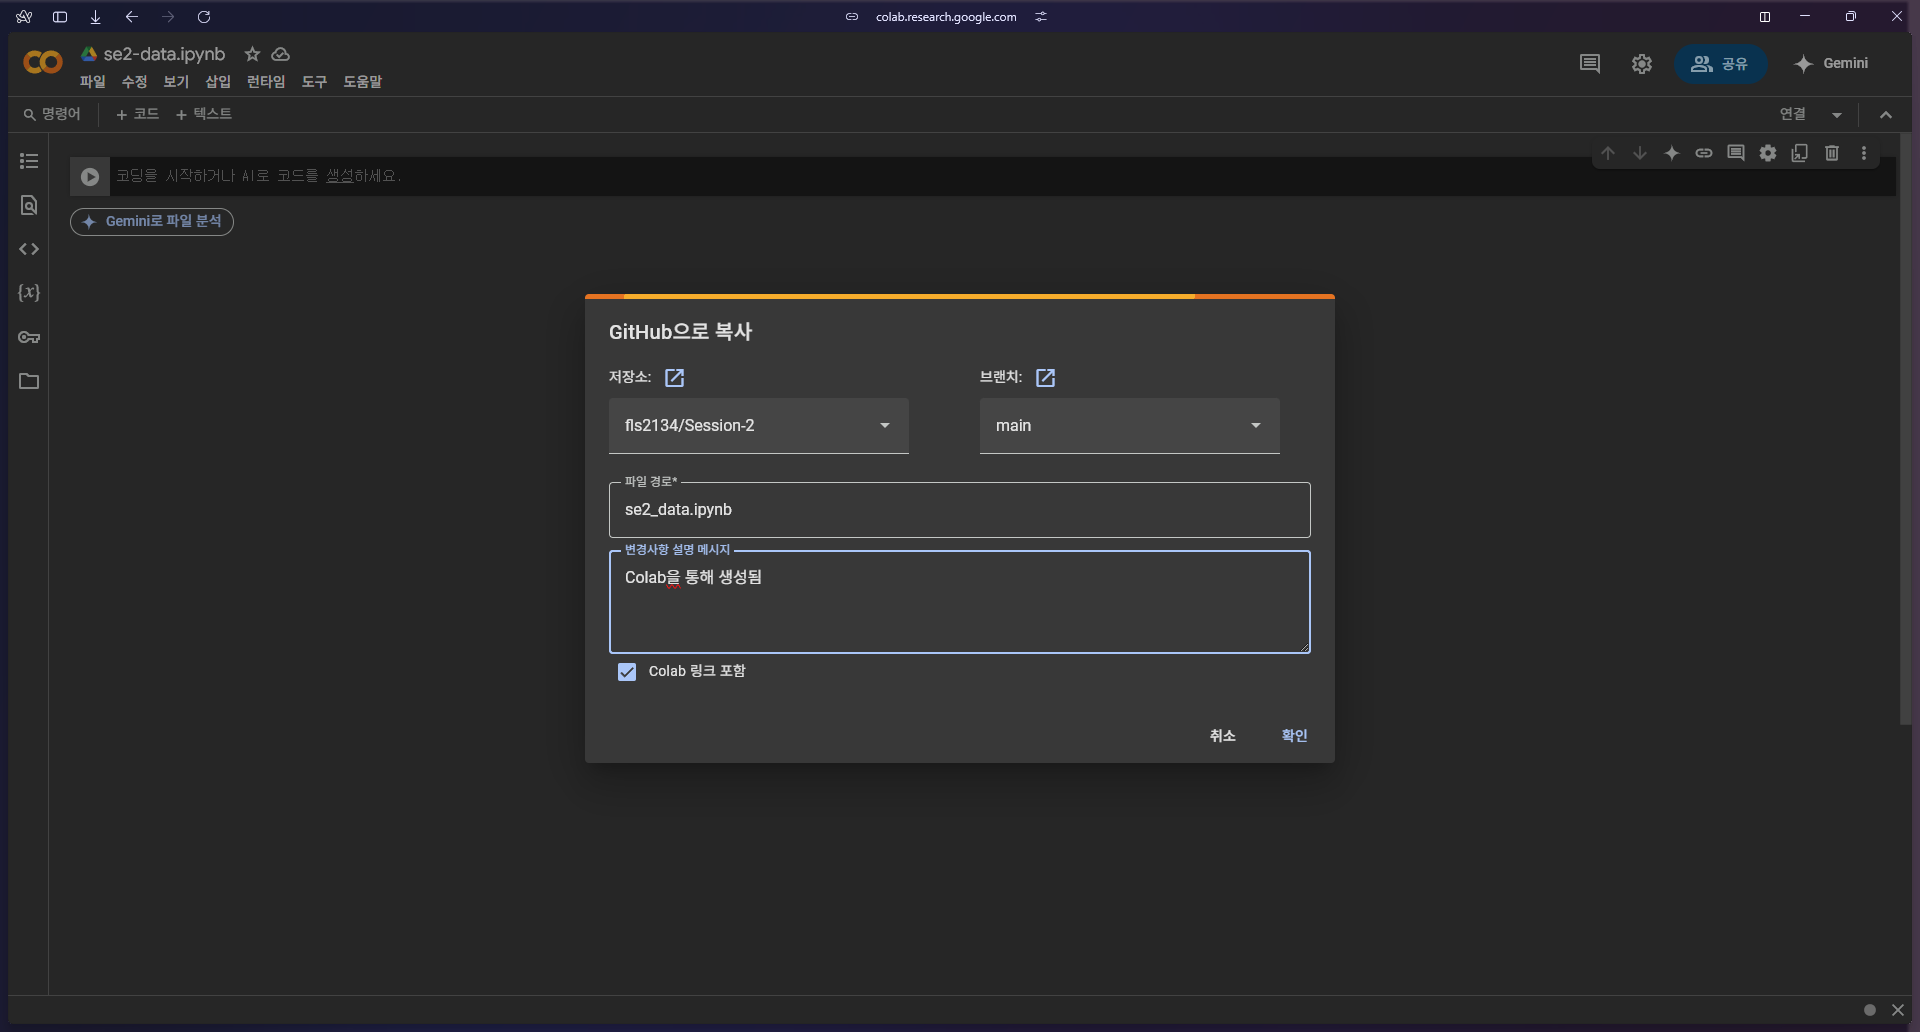 colab.research.google.com
se2-data.ipynb
파일 수정 보기 삽입 런타임 도구 도움말
공유
Gemini
명령어 + 코드 + 텍스트
연결
코딩을 시작하거나 AI로 코드를 생성하세요.
Gemini로 파일 분석
{x}
GitHub으로 복사
저장소: 브랜치:
fls2134/Session-2 main
파일 경로*
se2_data.ipynb
변경사항 설명 메시지
Colab을 통해 생성됨
Colab 링크 포함
취소 확인